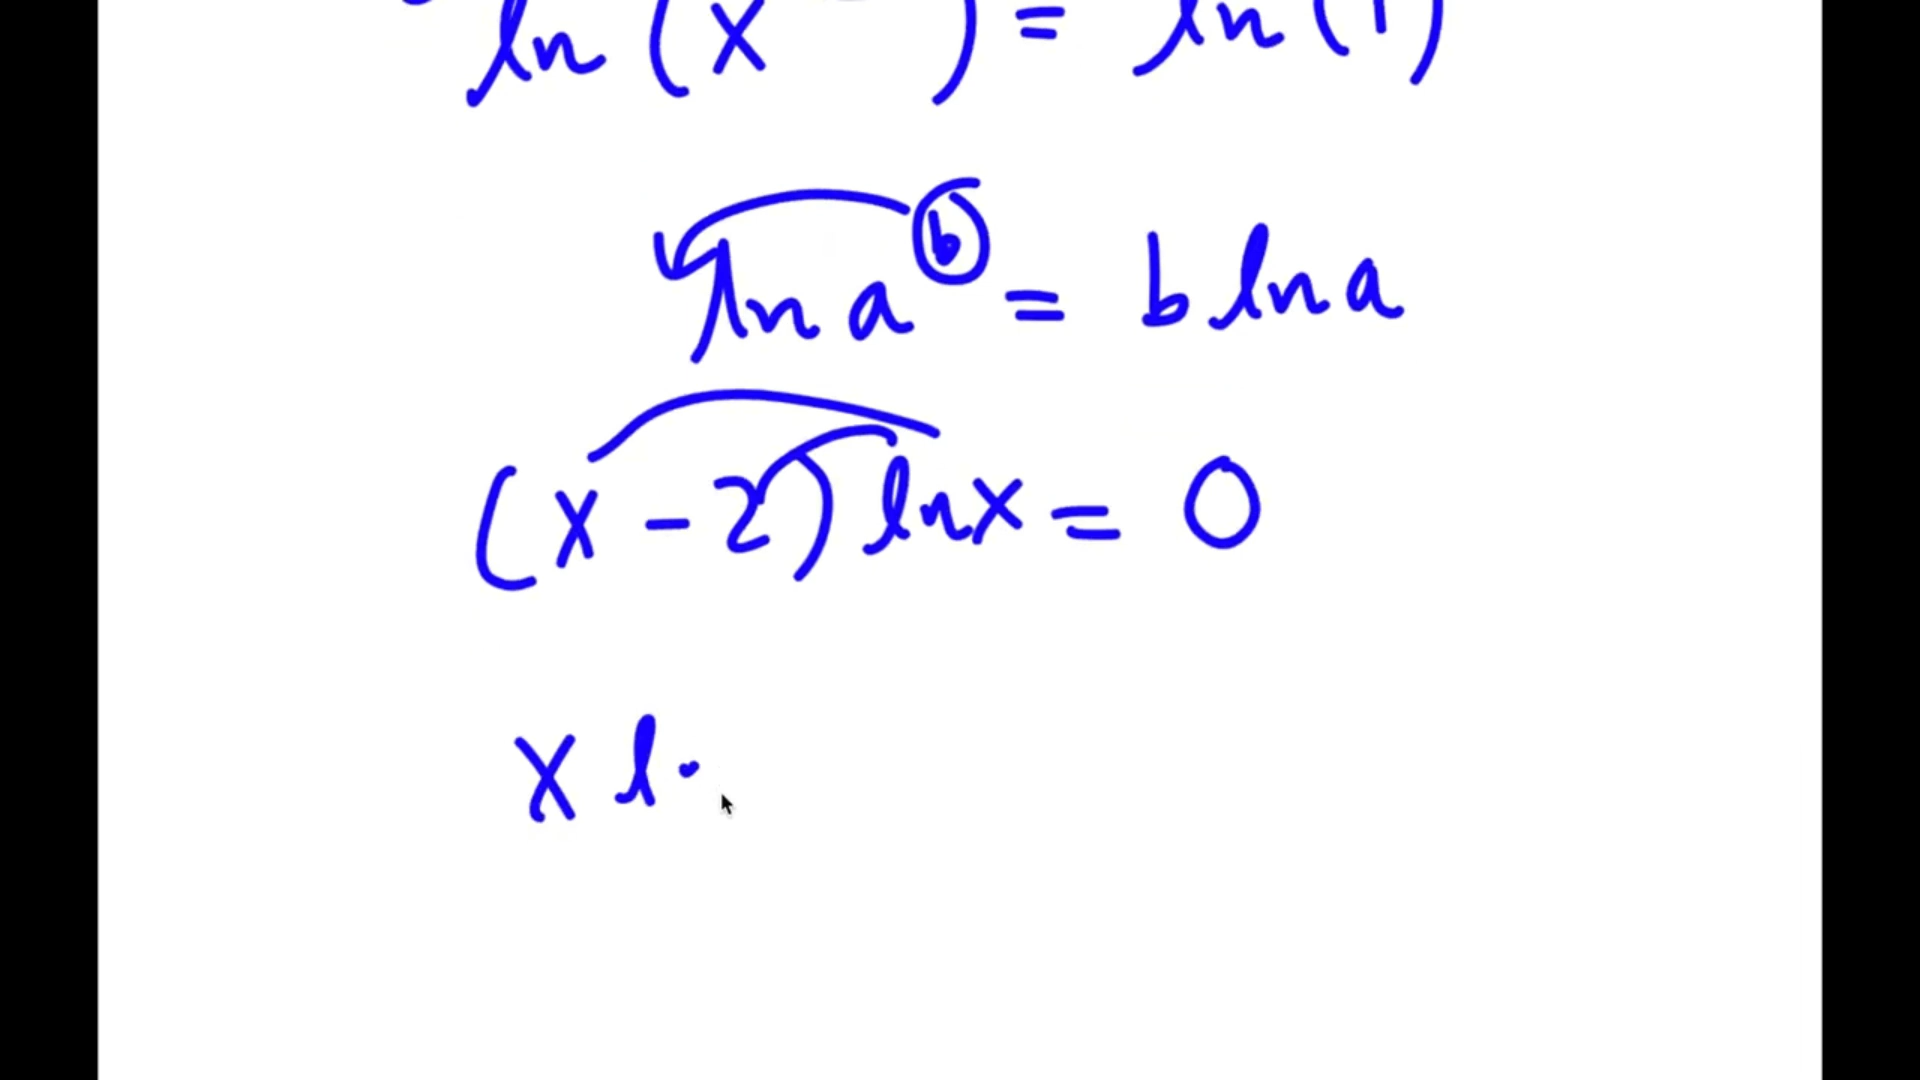 ln (x ) = ln(1)
ln a^b = b ln a
(x - 2) ln x = 0
x l